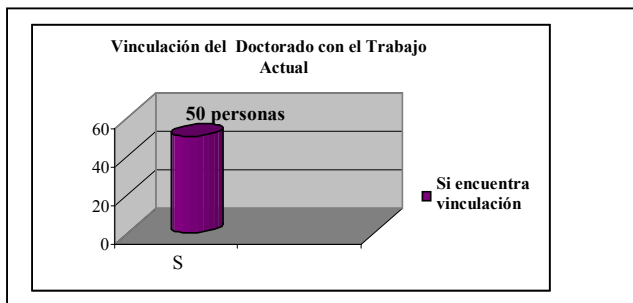 Vinculación del Doctorado con el Trabajo
Actual
50 personas
60
40
20
0
S
Si encuentra
vinculación